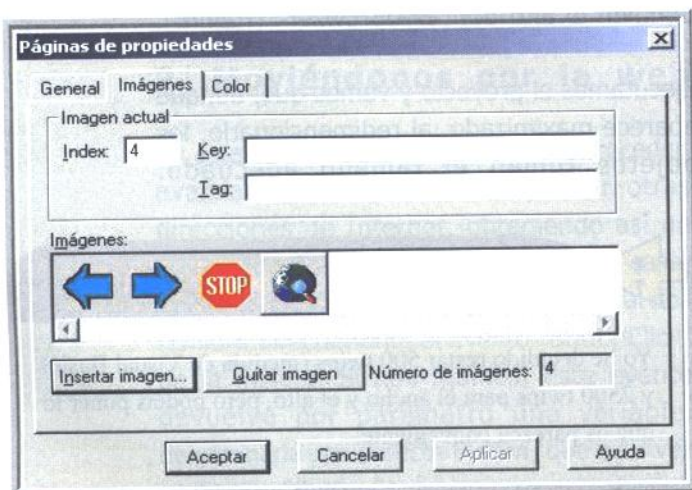 Páginas de propiedades
General Imágenes Color
Imagen actual
Index: 4 Key:
Tag:
Imágenes:
STOP
Insertar imagen... Quitar imagen Número de imágenes: 4
Aceptar Cancelar Aplicar Ayuda